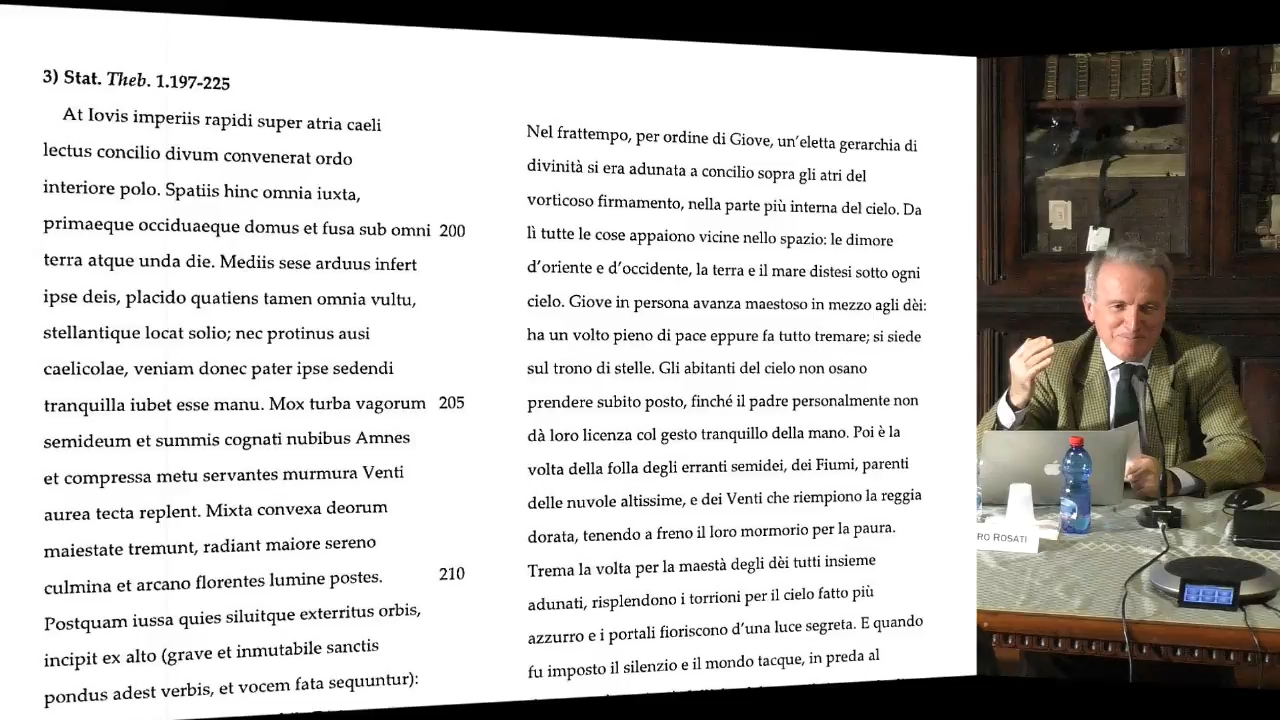 3) Stat. Theb. 1.197-225
At Iovis imperiis rapidi super atria caeli
lectus concilio divum convenerat ordo
interiore polo. Spatiis hinc omnia iuxta,
primaeque occiduaeque domus et fusa sub omni 200
terra atque unda die. Mediis sese arduus infert
ipse deis, placido quatiens tamen omnia vultu,
stellantique locat solio; nec protinus ausi
caelicolae, veniam donec pater ipse sedendi
tranquilla iubet esse manu. Mox turba vagorum 205
semideum et summis cognati nubibus Amnes
et compressa metu servantes murmura Venti
aurea tecta replent. Mixta convexa deorum
maiestate tremunt, radiant maiore sereno
culmina et arcano florentes lumine postes. 210
Postquam iussa quies siluitque exterritus orbis,
incipit ex alto (grave et inmutabile sanctis
pondus adest verbis, et vocem fata sequuntur):
Nel frattempo, per ordine di Giove, un'eletta gerarchia di
divinità si era adunata a concilio sopra gli atri del
vorticoso firmamento, nella parte più interna del cielo. Da
lì tutte le cose appaiono vicine nello spazio: le dimore
d'oriente e d'occidente, la terra e il mare distesi sotto ogni
cielo. Giove in persona avanza maestoso in mezzo agli dèi:
ha un volto pieno di pace eppure fa tutto tremare; si siede
sul trono di stelle. Gli abitanti del cielo non osano
prendere subito posto, finché il padre personalmente non
dà loro licenza col gesto tranquillo della mano. Poi è la
volta della folla degli erranti semidei, dei Fiumi, parenti
delle nuvole altissime, e dei Venti che riempiono la reggia
dorata, tenendo a freno il loro mormorio per la paura.
Trema la volta per la maestà degli dèi tutti insieme
adunati, risplendono i torrioni per il cielo fatto più
azzurro e i portali fioriscono d'una luce segreta. E quando
fu imposto il silenzio e il mondo tacque, in preda al
RO ROSATI